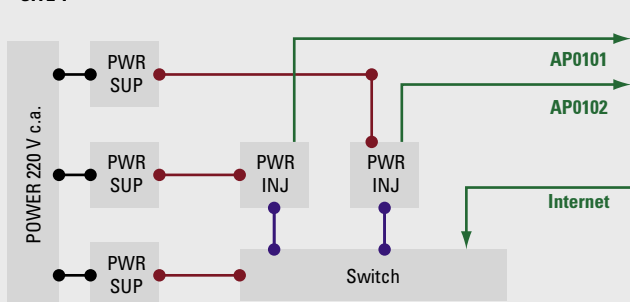 PWR
SUP
AP0101
AP0102
POWER 220 V c.a.
PWR
SUP
PWR
INJ
PWR
INJ
Internet
PWR
SUP
Switch